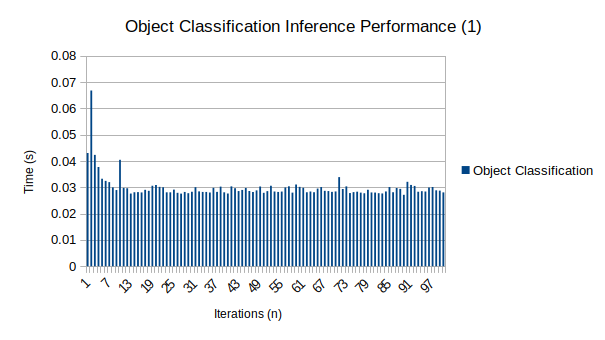 Object Classification Inference Performance (1)
0.08
0.07
0.06
0.05
0.04
0.03
0.02
0.01
0
Time (s)
1 7 13 19 25 31 37 43 49 55 61 67 73 79 85 91 97
Iterations (n)
Object Classification